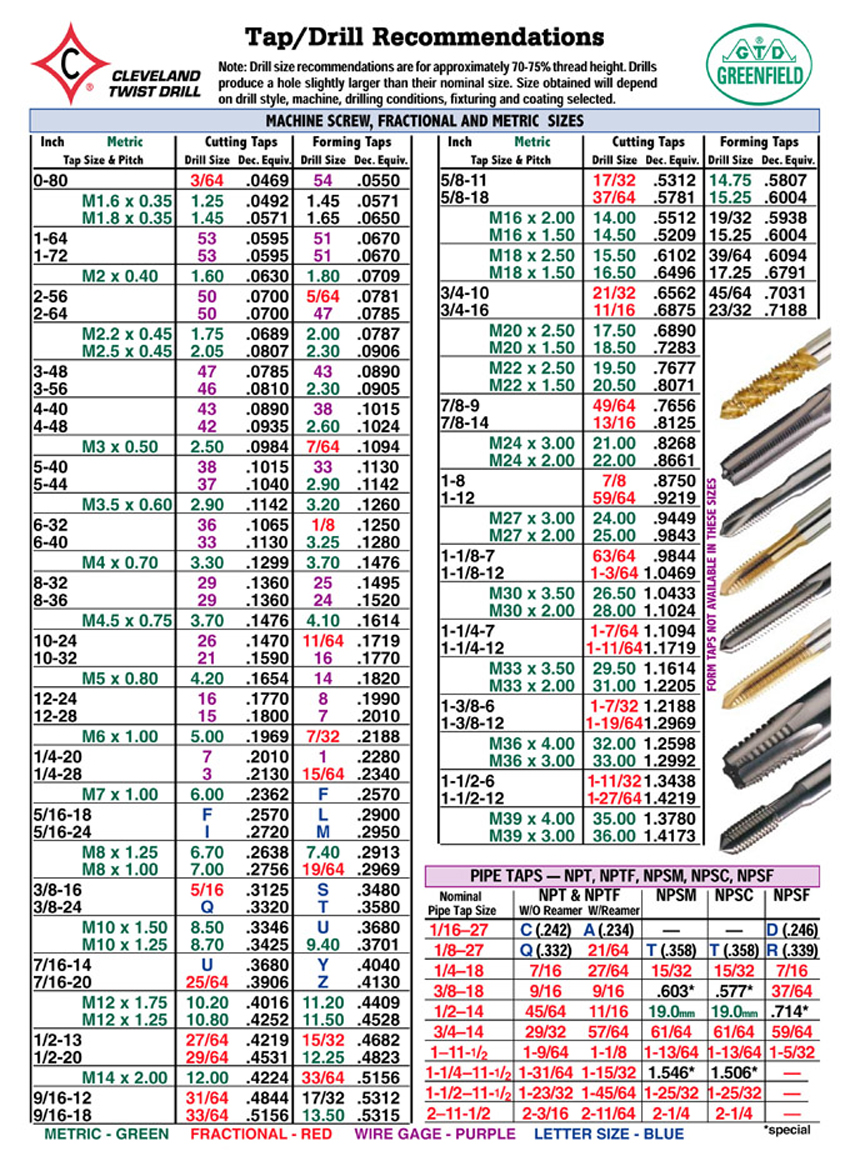 Tap/Drill Recommendations
C
®
CLEVELAND
TWIST DRILL
Note: Drill size recommendations are for approximately 70-75% thread height. Drills
produce a hole slightly larger than their nominal size. Size obtained will depend
on drill style, machine, drilling conditions, fixturing and coating selected.
®
GTD
GREENFIELD
MACHINE SCREW, FRACTIONAL AND METRIC SIZES
Inch Metric Cutting Taps Forming Taps
Tap Size & Pitch Drill Size Dec. Equiv. Drill Size Dec. Equiv.
0-80 3/64 .0469 54 .0550
M1.6 x 0.35 1.25 .0492 1.45 .0571
M1.8 x 0.35 1.45 .0571 1.65 .0650
1-64 53 .0595 51 .0670
1-72 53 .0595 51 .0670
M2 x 0.40 1.60 .0630 1.80 .0709
2-56 50 .0700 5/64 .0781
2-64 50 .0700 47 .0785
M2.2 x 0.45 1.75 .0689 2.00 .0787
M2.5 x 0.45 2.05 .0807 2.30 .0906
3-48 47 .0785 43 .0890
3-56 46 .0810 2.30 .0905
4-40 43 .0890 38 .1015
4-48 42 .0935 2.60 .1024
M3 x 0.50 2.50 .0984 7/64 .1094
5-40 38 .1015 33 .1130
5-44 37 .1040 2.90 .1142
M3.5 x 0.60 2.90 .1142 3.20 .1260
6-32 36 .1065 1/8 .1250
6-40 33 .1130 3.25 .1280
M4 x 0.70 3.30 .1299 3.70 .1476
8-32 29 .1360 25 .1495
8-36 29 .1360 24 .1520
M4.5 x 0.75 3.70 .1476 4.10 .1614
10-24 26 .1470 11/64 .1719
10-32 21 .1590 16 .1770
M5 x 0.80 4.20 .1654 14 .1820
12-24 16 .1770 8 .1990
12-28 15 .1800 7 .2010
M6 x 1.00 5.00 .1969 7/32 .2188
1/4-20 7 .2010 1 .2280
1/4-28 3 .2130 15/64 .2340
M7 x 1.00 6.00 .2362 F .2570
5/16-18 F .2570 L .2900
5/16-24 I .2720 M .2950
M8 x 1.25 6.70 .2638 7.40 .2913
M8 x 1.00 7.00 .2756 19/64 .2969
3/8-16 5/16 .3125 S .3480
3/8-24 Q .3320 T .3580
M10 x 1.50 8.50 .3346 U .3680
M10 x 1.25 8.70 .3425 9.40 .3701
7/16-14 U .3680 Y .4040
7/16-20 25/64 .3906 Z .4130
M12 x 1.75 10.20 .4016 11.20 .4409
M12 x 1.25 10.80 .4252 11.50 .4528
1/2-13 27/64 .4219 15/32 .4682
1/2-20 29/64 .4531 12.25 .4823
M14 x 2.00 12.00 .4224 33/64 .5156
9/16-12 31/64 .4844 17/32 .5312
9/16-18 33/64 .5156 13.50 .5315
Inch Metric Cutting Taps Forming Taps
Tap Size & Pitch Drill Size Dec. Equiv. Drill Size Dec. Equiv.
5/8-11 17/32 .5312 14.75 .5807
5/8-18 37/64 .5781 15.25 .6004
M16 x 2.00 14.00 .5512 19/32 .5938
M16 x 1.50 14.50 .5209 15.25 .6004
M18 x 2.50 15.50 .6102 39/64 .6094
M18 x 1.50 16.50 .6496 17.25 .6791
3/4-10 21/32 .6562 45/64 .7031
3/4-16 11/16 .6875 23/32 .7188
M20 x 2.50 17.50 .6890
M20 x 1.50 18.50 .7283
M22 x 2.50 19.50 .7677
M22 x 1.50 20.50 .8071
7/8-9 49/64 .7656
7/8-14 13/16 .8125
M24 x 3.00 21.00 .8268
M24 x 2.00 22.00 .8661
1-8 7/8 .8750
1-12 59/64 .9219
M27 x 3.00 24.00 .9449
M27 x 2.00 25.00 .9843
1-1/8-7 63/64 .9844
1-1/8-12 1-3/64 1.0469
M30 x 3.50 26.50 1.0433
M30 x 2.00 28.00 1.1024
1-1/4-7 1-7/64 1.1094
1-1/4-12 1-11/64 1.1719
M33 x 3.50 29.50 1.1614
M33 x 2.00 31.00 1.2205
1-3/8-6 1-7/32 1.2188
1-3/8-12 1-19/64 1.2969
M36 x 4.00 32.00 1.2598
M36 x 3.00 33.00 1.2992
1-1/2-6 1-11/32 1.3438
1-1/2-12 1-27/64 1.4219
M39 x 4.00 35.00 1.3780
M39 x 3.00 36.00 1.4173
FORM TAPS NOT AVAILABLE IN THESE SIZES
PIPE TAPS — NPT, NPTF, NPSM, NPSC, NPSF
Nominal NPT & NPTF NPSM NPSC NPSF
Pipe Tap Size W/O Reamer W/Reamer
1/16–27 C (.242) A (.234) — — D (.246)
1/8–27 Q (.332) 21/64 T (.358) T (.358) R (.339)
1/4–18 7/16 27/64 15/32 15/32 7/16
3/8–18 9/16 9/16 .603* .577* 37/64
1/2–14 45/64 11/16 19.0mm 19.0mm .714*
3/4–14 29/32 57/64 61/64 61/64 59/64
1–11-1/2 1-9/64 1-1/8 1-13/64 1-13/64 1-5/32
1-1/4–11-1/2 1-31/64 1-15/32 1.546* 1.506* —
1-1/2–11-1/2 1-23/32 1-45/64 1-25/32 1-25/32 —
2–11-1/2 2-3/16 2-11/64 2-1/4 2-1/4 —
*special
METRIC - GREEN FRACTIONAL - RED WIRE GAGE - PURPLE LETTER SIZE - BLUE